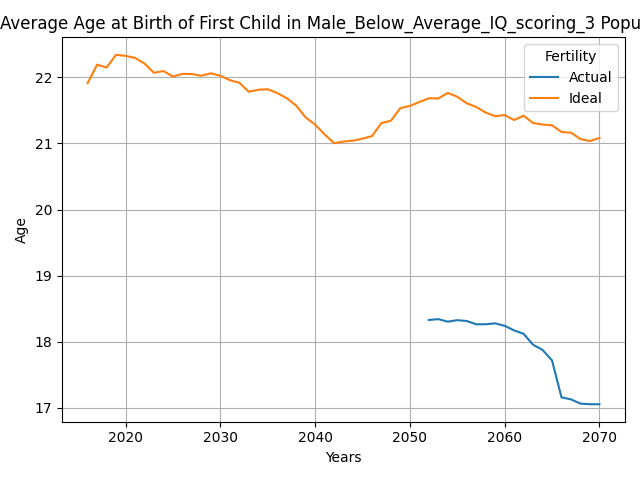 Average Age at Birth of First Child in Male_Below_Average_IQ_scoring_3 Popu
Fertility
Actual
Ideal
22
21
20
19
18
17
Age
2020 2030 2040 2050 2060 2070
Years